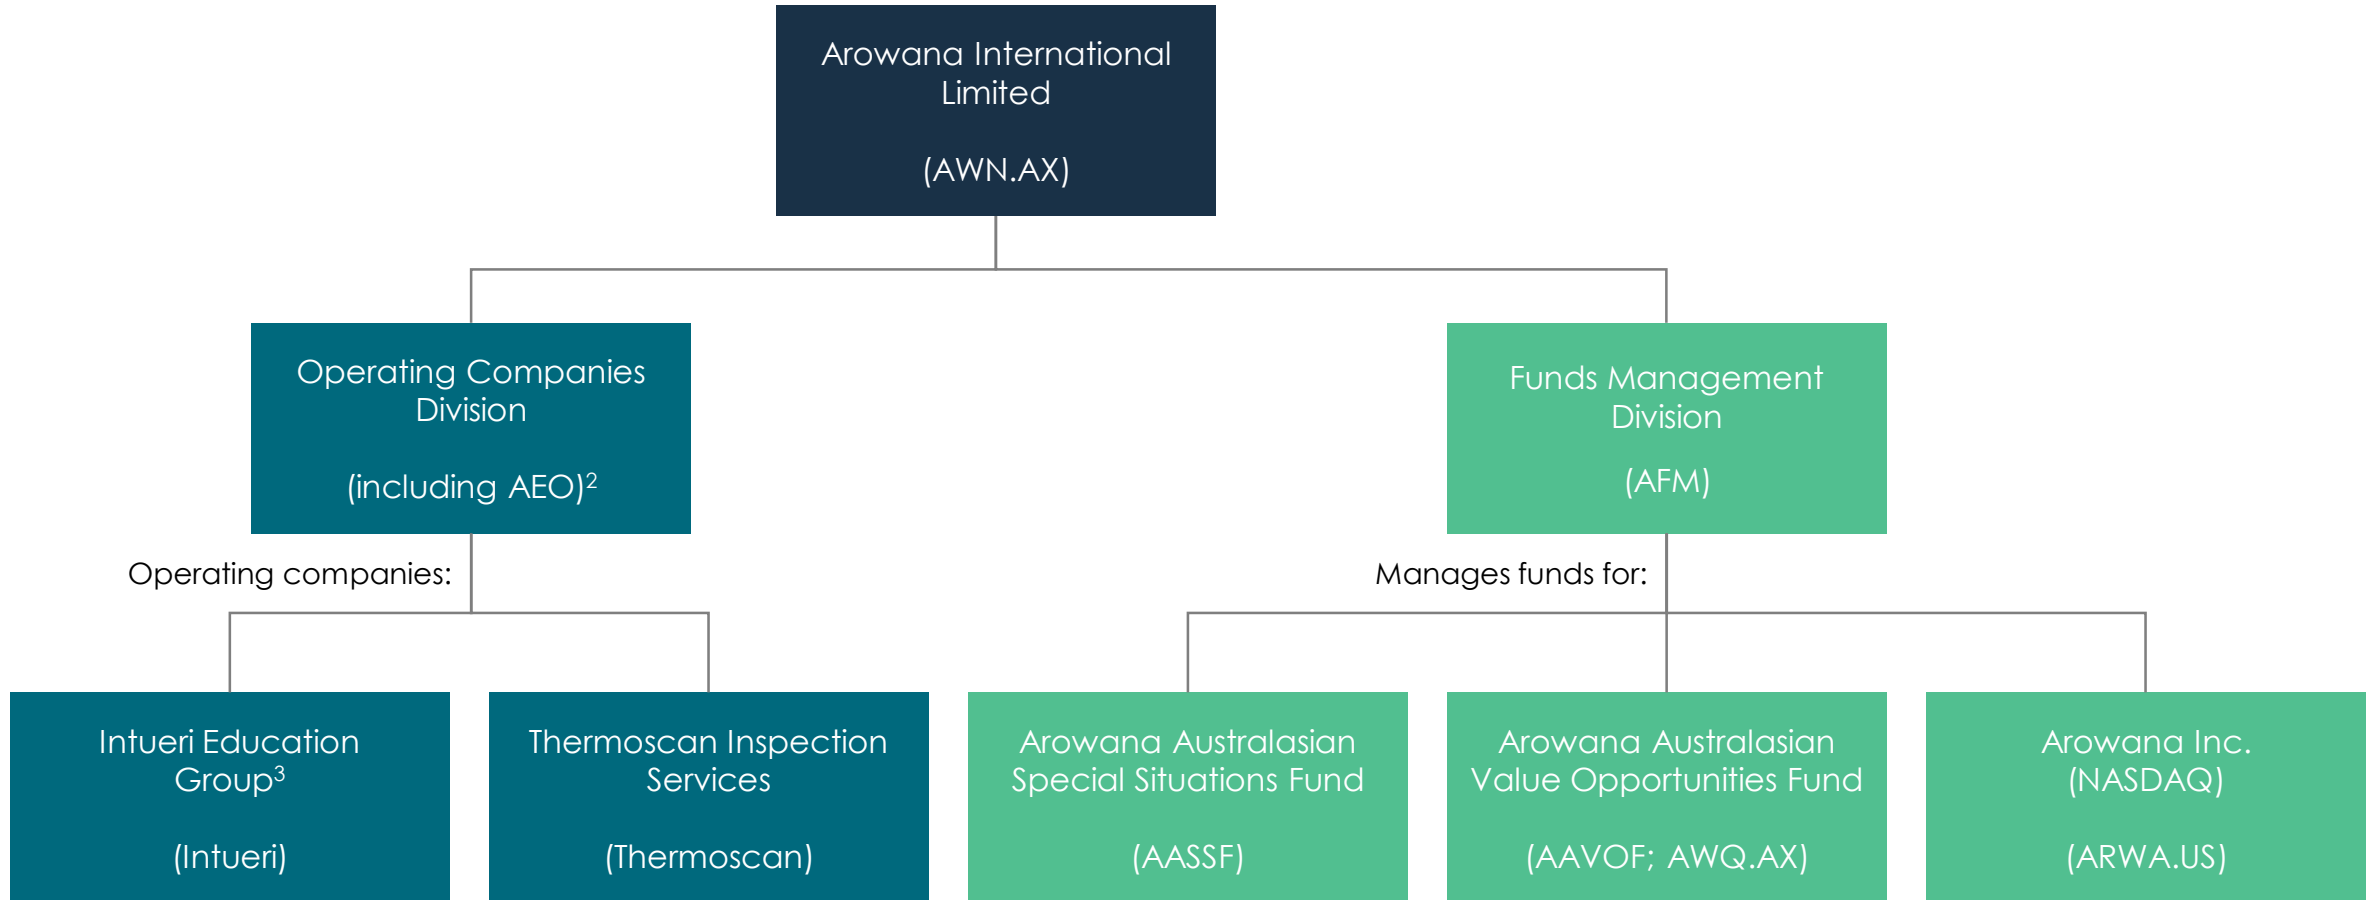 Arowana International
Limited
(AWN.AX)
Operating Companies
Division
(including AEO)²
Funds Management
Division
(AFM)
Operating companies:
Manages funds for:
Intueri Education
Group³
(Intueri)
Thermoscan Inspection
Services
(Thermoscan)
Arowana Australasian
Special Situations Fund
(AASSF)
Arowana Australasian
Value Opportunities Fund
(AAVOF; AWQ.AX)
Arowana Inc.
(NASDAQ)
(ARWA.US)